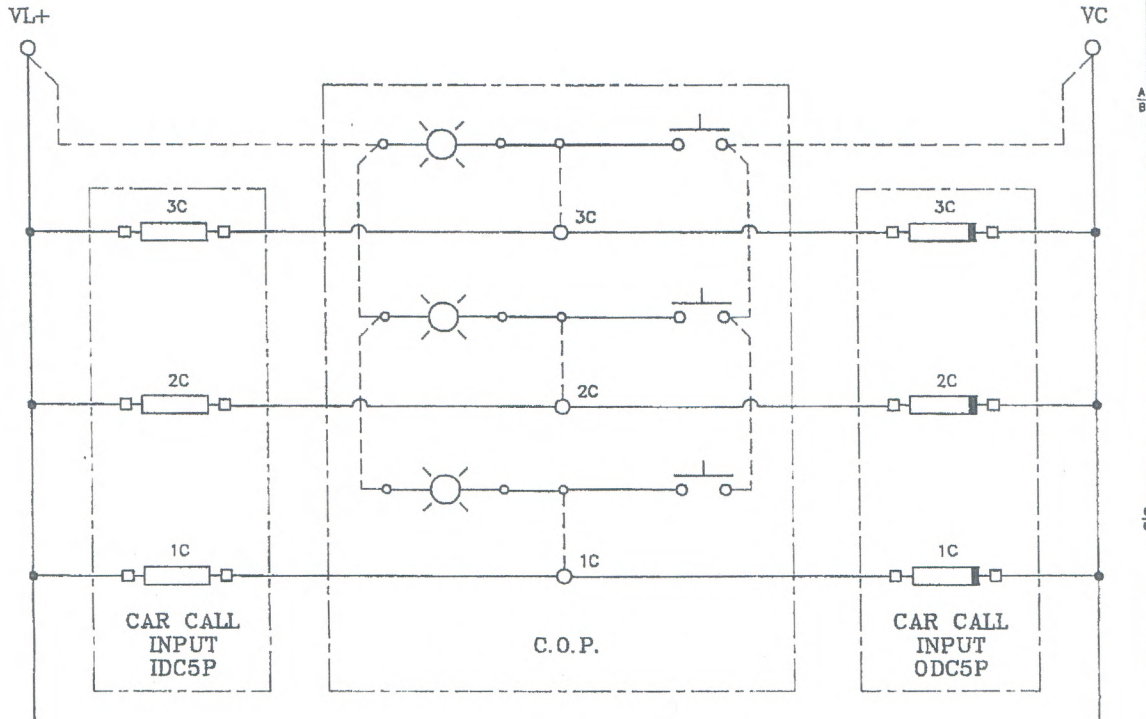 VL+
VC
A
B
3C
3C
3C
2C
2C
2C
1C
1C
1C
CAR CALL
INPUT
IDC5P
C.O.P.
CAR CALL
INPUT
ODC5P